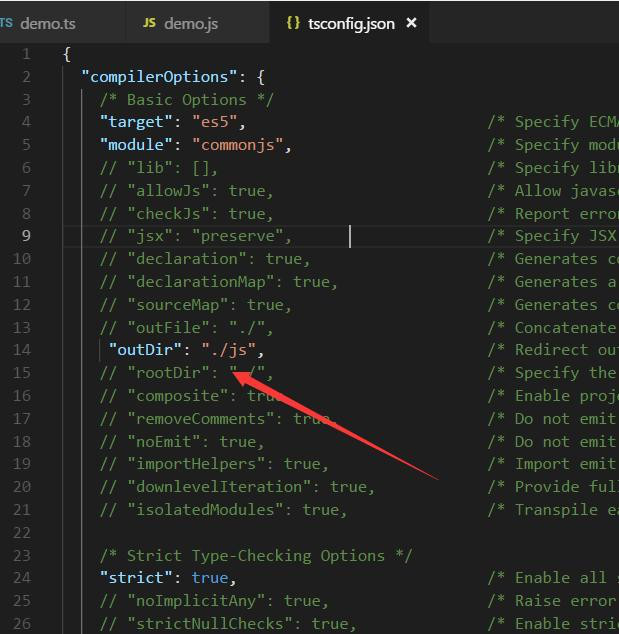 TS demo.ts JS demo.js {} tsconfig.json ×
1 {
2 "compilerOptions": {
3 /* Basic Options */
4 "target": "es5", /* Specify ECMA
5 "module": "commonjs", /* Specify modu
6 // "lib": [], /* Specify libr
7 // "allowJs": true, /* Allow javasc
8 // "checkJs": true, /* Report error
9 // "jsx": "preserve", /* Specify JSX
10 // "declaration": true, /* Generates co
11 // "declarationMap": true, /* Generates a
12 // "sourceMap": true, /* Generates co
13 // "outFile": "./", /* Concatenate
14 "outDir": "./js", /* Redirect out
15 // "rootDir": "./", /* Specify the
16 // "composite": true, /* Enable proje
17 // "removeComments": true, /* Do not emit
18 // "noEmit": true, /* Do not emit
19 // "importHelpers": true, /* Import emit
20 // "downlevelIteration": true, /* Provide full
21 // "isolatedModules": true, /* Transpile ea
22
23 /* Strict Type-Checking Options */
24 "strict": true, /* Enable all s
25 // "noImplicitAny": true, /* Raise error
26 // "strictNullChecks": true, /* Enable stric